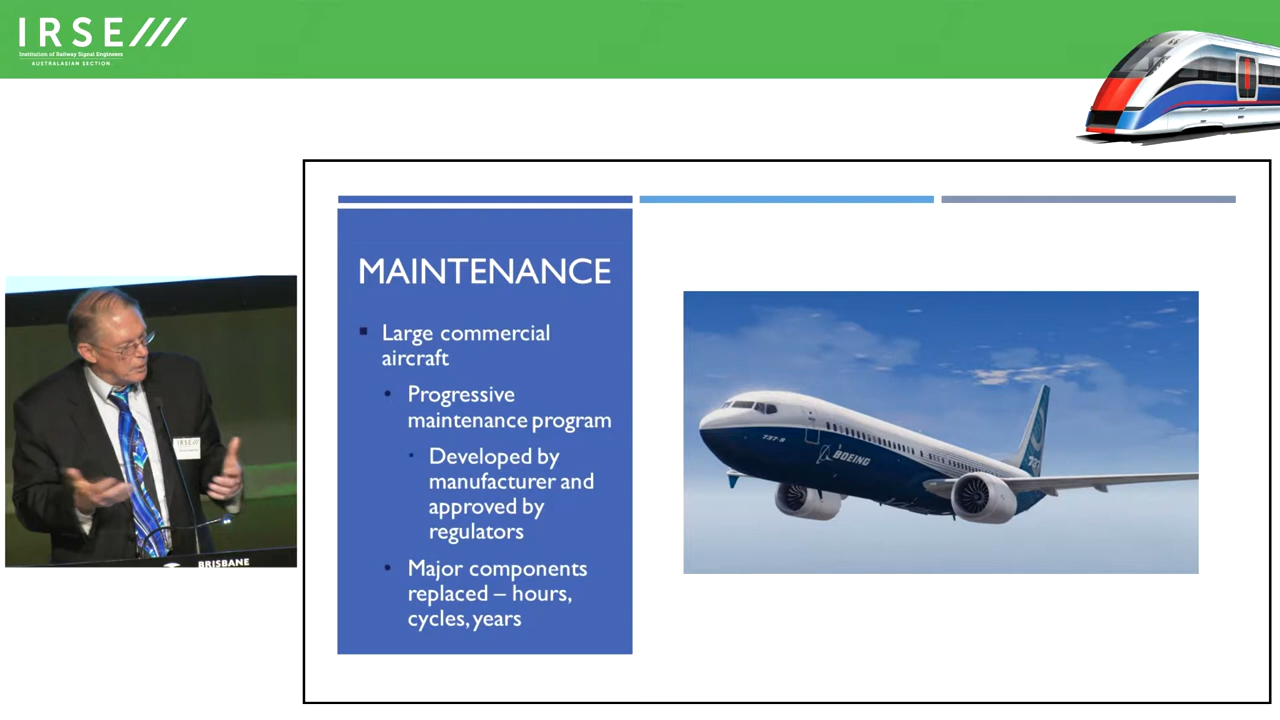 IRSE
Institution of Railway Signal Engineers
AUSTRALASIAN SECTION
MAINTENANCE
Large commercial
aircraft
Progressive
maintenance program
Developed by
manufacturer and
approved by
regulators
Major components
replaced – hours,
cycles, years
737-9
BOEING
IRSE
BRISBANE